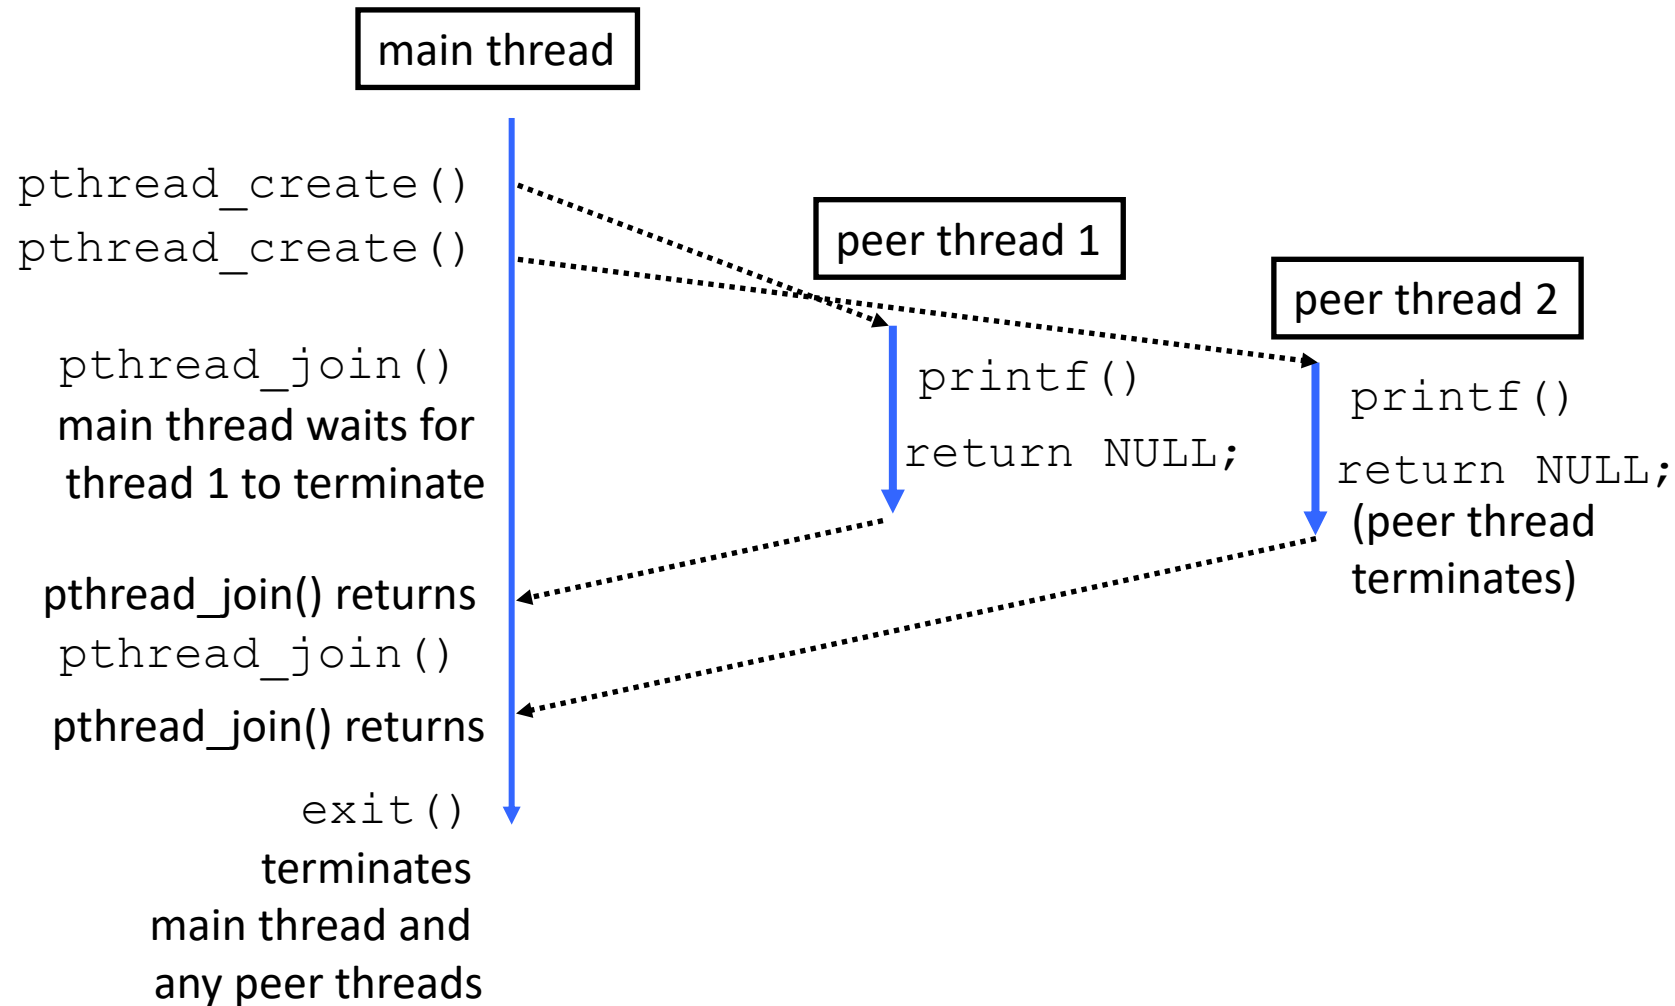 main thread
pthread_create()
pthread_create()
peer thread 1
peer thread 2
pthread_join()
main thread waits for
thread 1 to terminate
printf()
return NULL;
printf()
return NULL;
(peer thread
terminates)
pthread_join() returns
pthread_join()
pthread_join() returns
exit()
terminates
main thread and
any peer threads